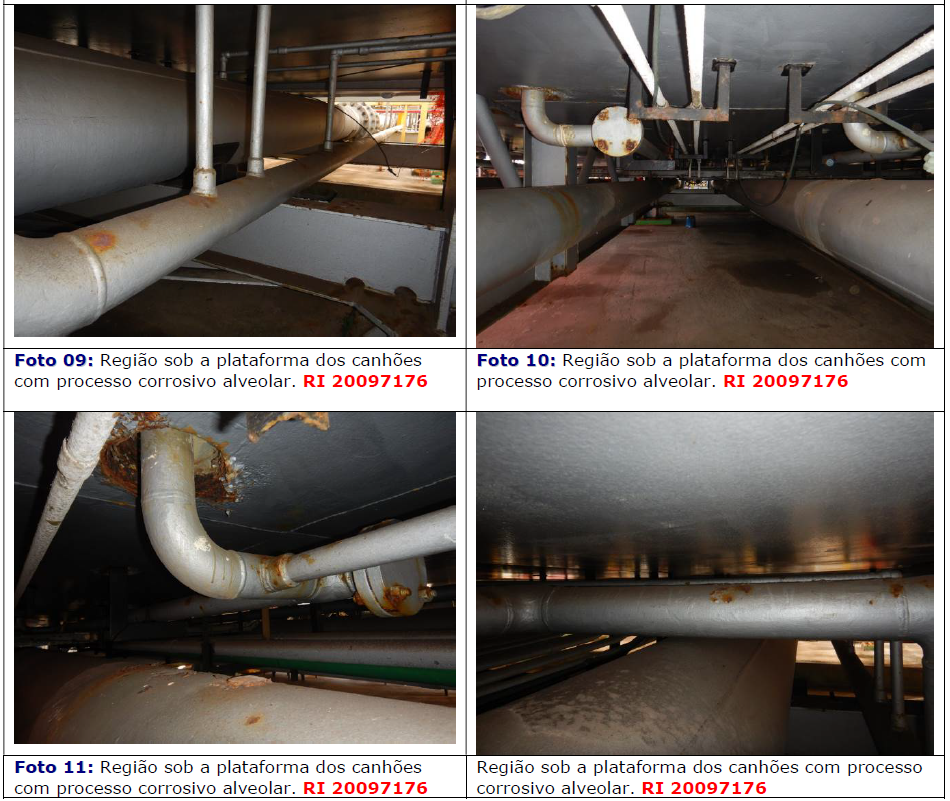 Foto 09: Região sob a plataforma dos canhões
com processo corrosivo alveolar. RI 20097176
Foto 10: Região sob a plataforma dos canhões com
processo corrosivo alveolar. RI 20097176
Foto 11: Região sob a plataforma dos canhões
com processo corrosivo alveolar. RI 20097176
Região sob a plataforma dos canhões com processo
corrosivo alveolar. RI 20097176